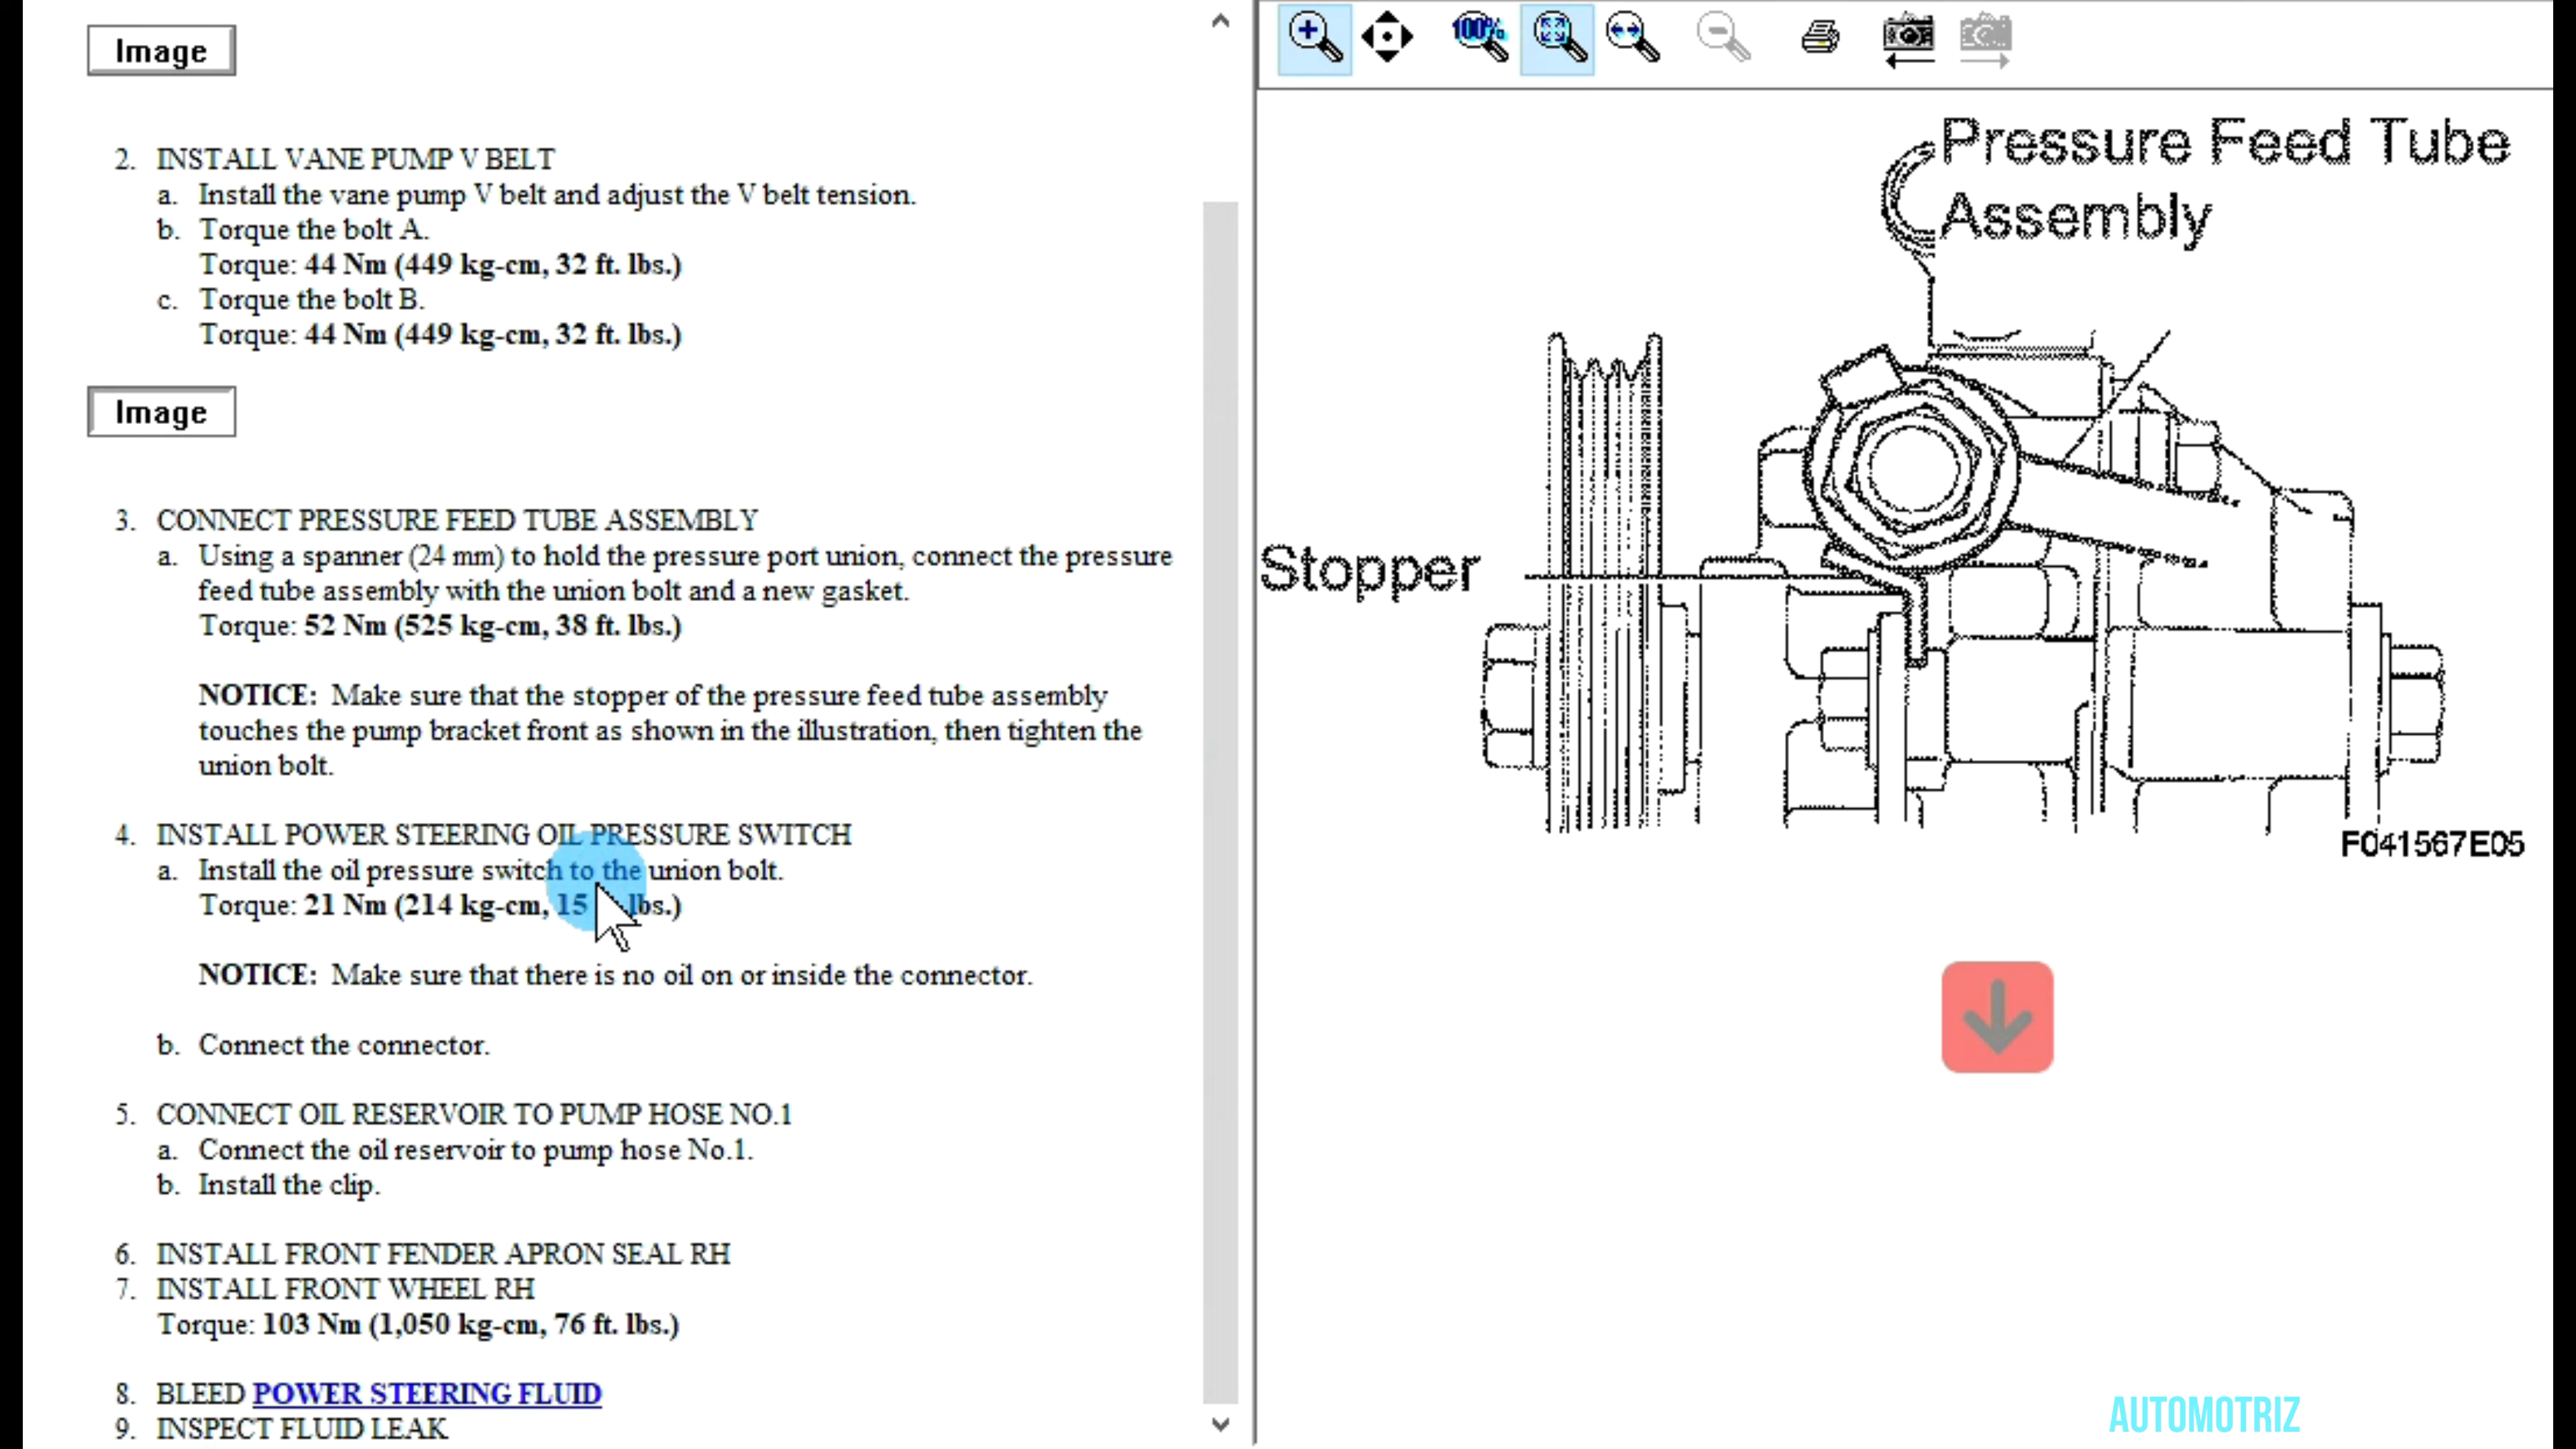 Image
2. INSTALL VANE PUMP V BELT
a. Install the vane pump V belt and adjust the V belt tension.
b. Torque the bolt A.
Torque: 44 Nm (449 kg-cm, 32 ft. lbs.)
c. Torque the bolt B.
Torque: 44 Nm (449 kg-cm, 32 ft. lbs.)
Image
3. CONNECT PRESSURE FEED TUBE ASSEMBLY
a. Using a spanner (24 mm) to hold the pressure port union, connect the pressure
feed tube assembly with the union bolt and a new gasket.
Torque: 52 Nm (525 kg-cm, 38 ft. lbs.)
NOTICE: Make sure that the stopper of the pressure feed tube assembly
touches the pump bracket front as shown in the illustration, then tighten the
union bolt.
4. INSTALL POWER STEERING OIL PRESSURE SWITCH
a. Install the oil pressure switch to the union bolt.
Torque: 21 Nm (214 kg-cm, 15 lbs.)
NOTICE: Make sure that there is no oil on or inside the connector.
b. Connect the connector.
5. CONNECT OIL RESERVOIR TO PUMP HOSE NO.1
a. Connect the oil reservoir to pump hose No.1.
b. Install the clip.
6. INSTALL FRONT FENDER APRON SEAL RH
7. INSTALL FRONT WHEEL RH
Torque: 103 Nm (1,050 kg-cm, 76 ft. lbs.)
8. BLEED POWER STEERING FLUID
9. INSPECT FLUID LEAK
100%
Pressure Feed Tube
Assembly
Stopper
F041567E05
AUTOMOTRIZ